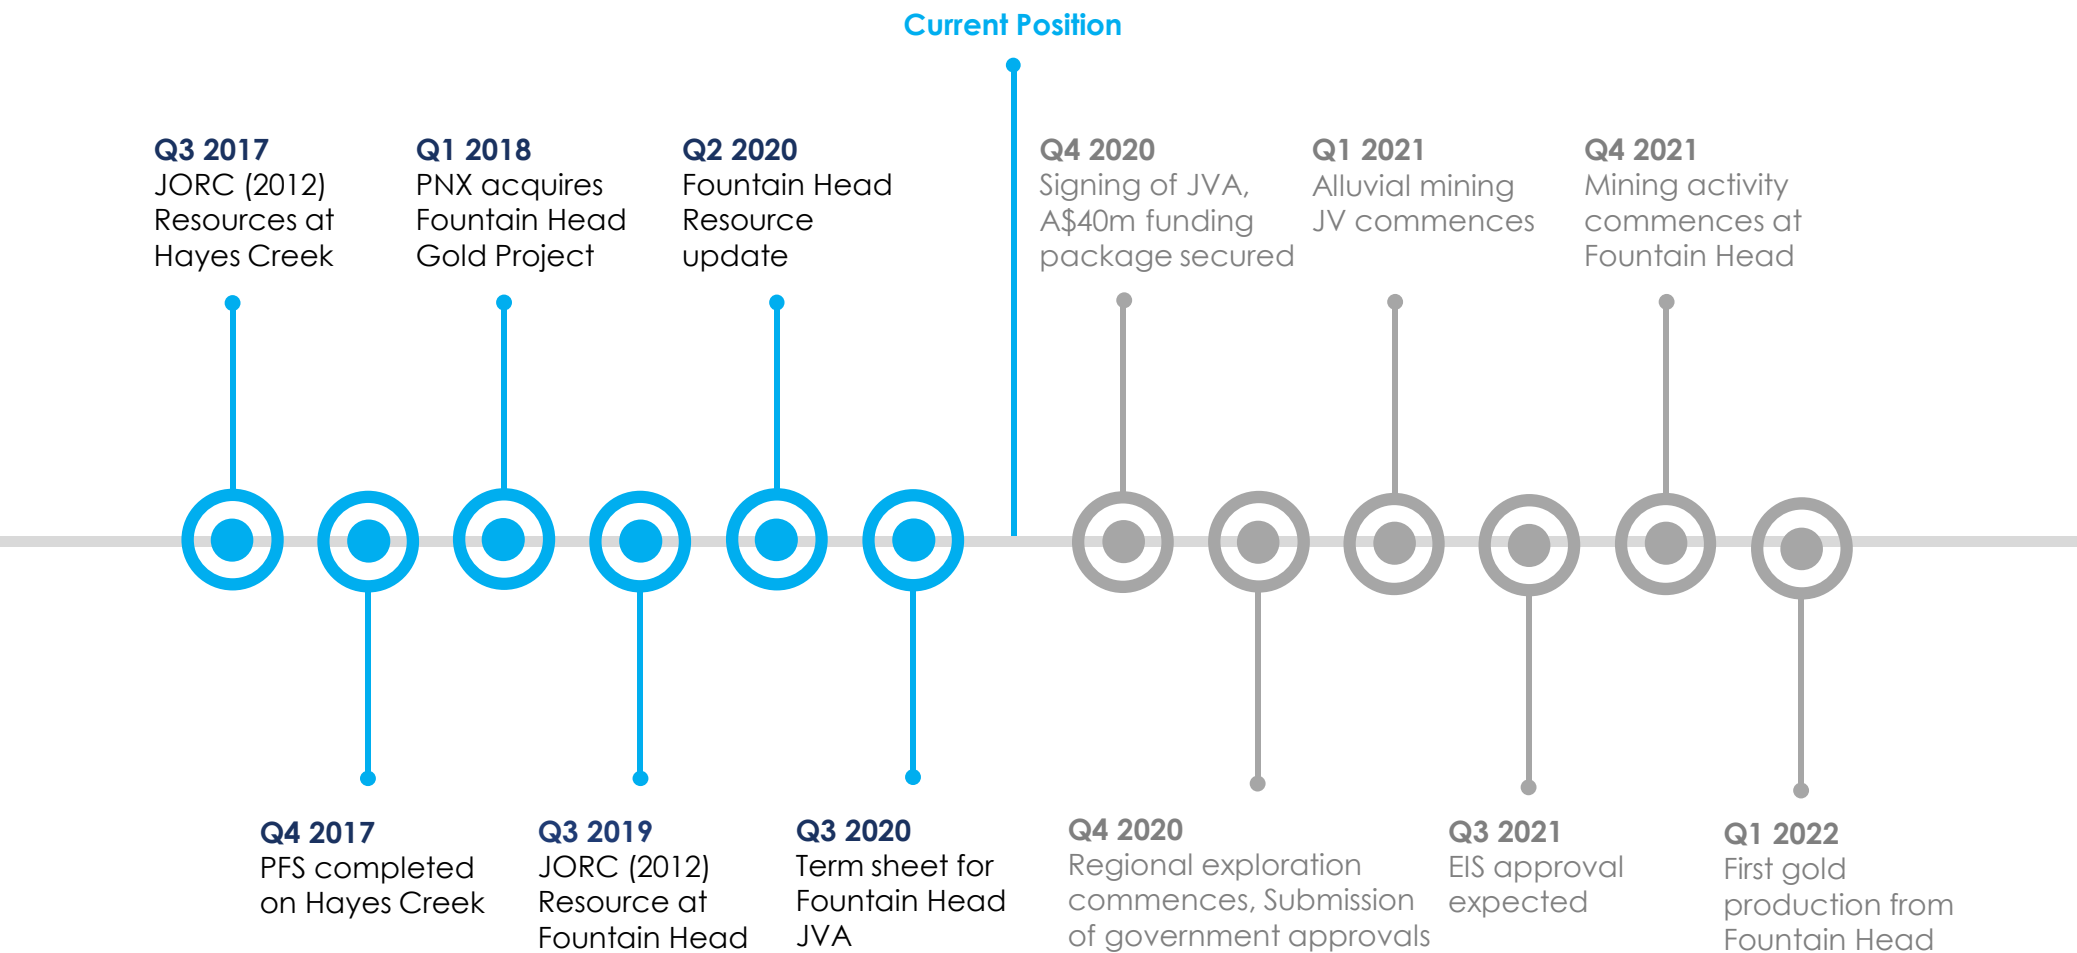 Current Position
Q3 2017
JORC (2012)
Resources at
Hayes Creek
Q1 2018
PNX acquires
Fountain Head
Gold Project
Q2 2020
Fountain Head
Resource
update
Q4 2020
Signing of JVA,
A$40m funding
package secured
Q1 2021
Alluvial mining
JV commences
Q4 2021
Mining activity
commences at
Fountain Head
Q4 2017
PFS completed
on Hayes Creek
Q3 2019
JORC (2012)
Resource at
Fountain Head
Q3 2020
Term sheet for
Fountain Head
JVA
Q4 2020
Regional exploration
commences, Submission
of government approvals
Q3 2021
EIS approval
expected
Q1 2022
First gold
production from
Fountain Head